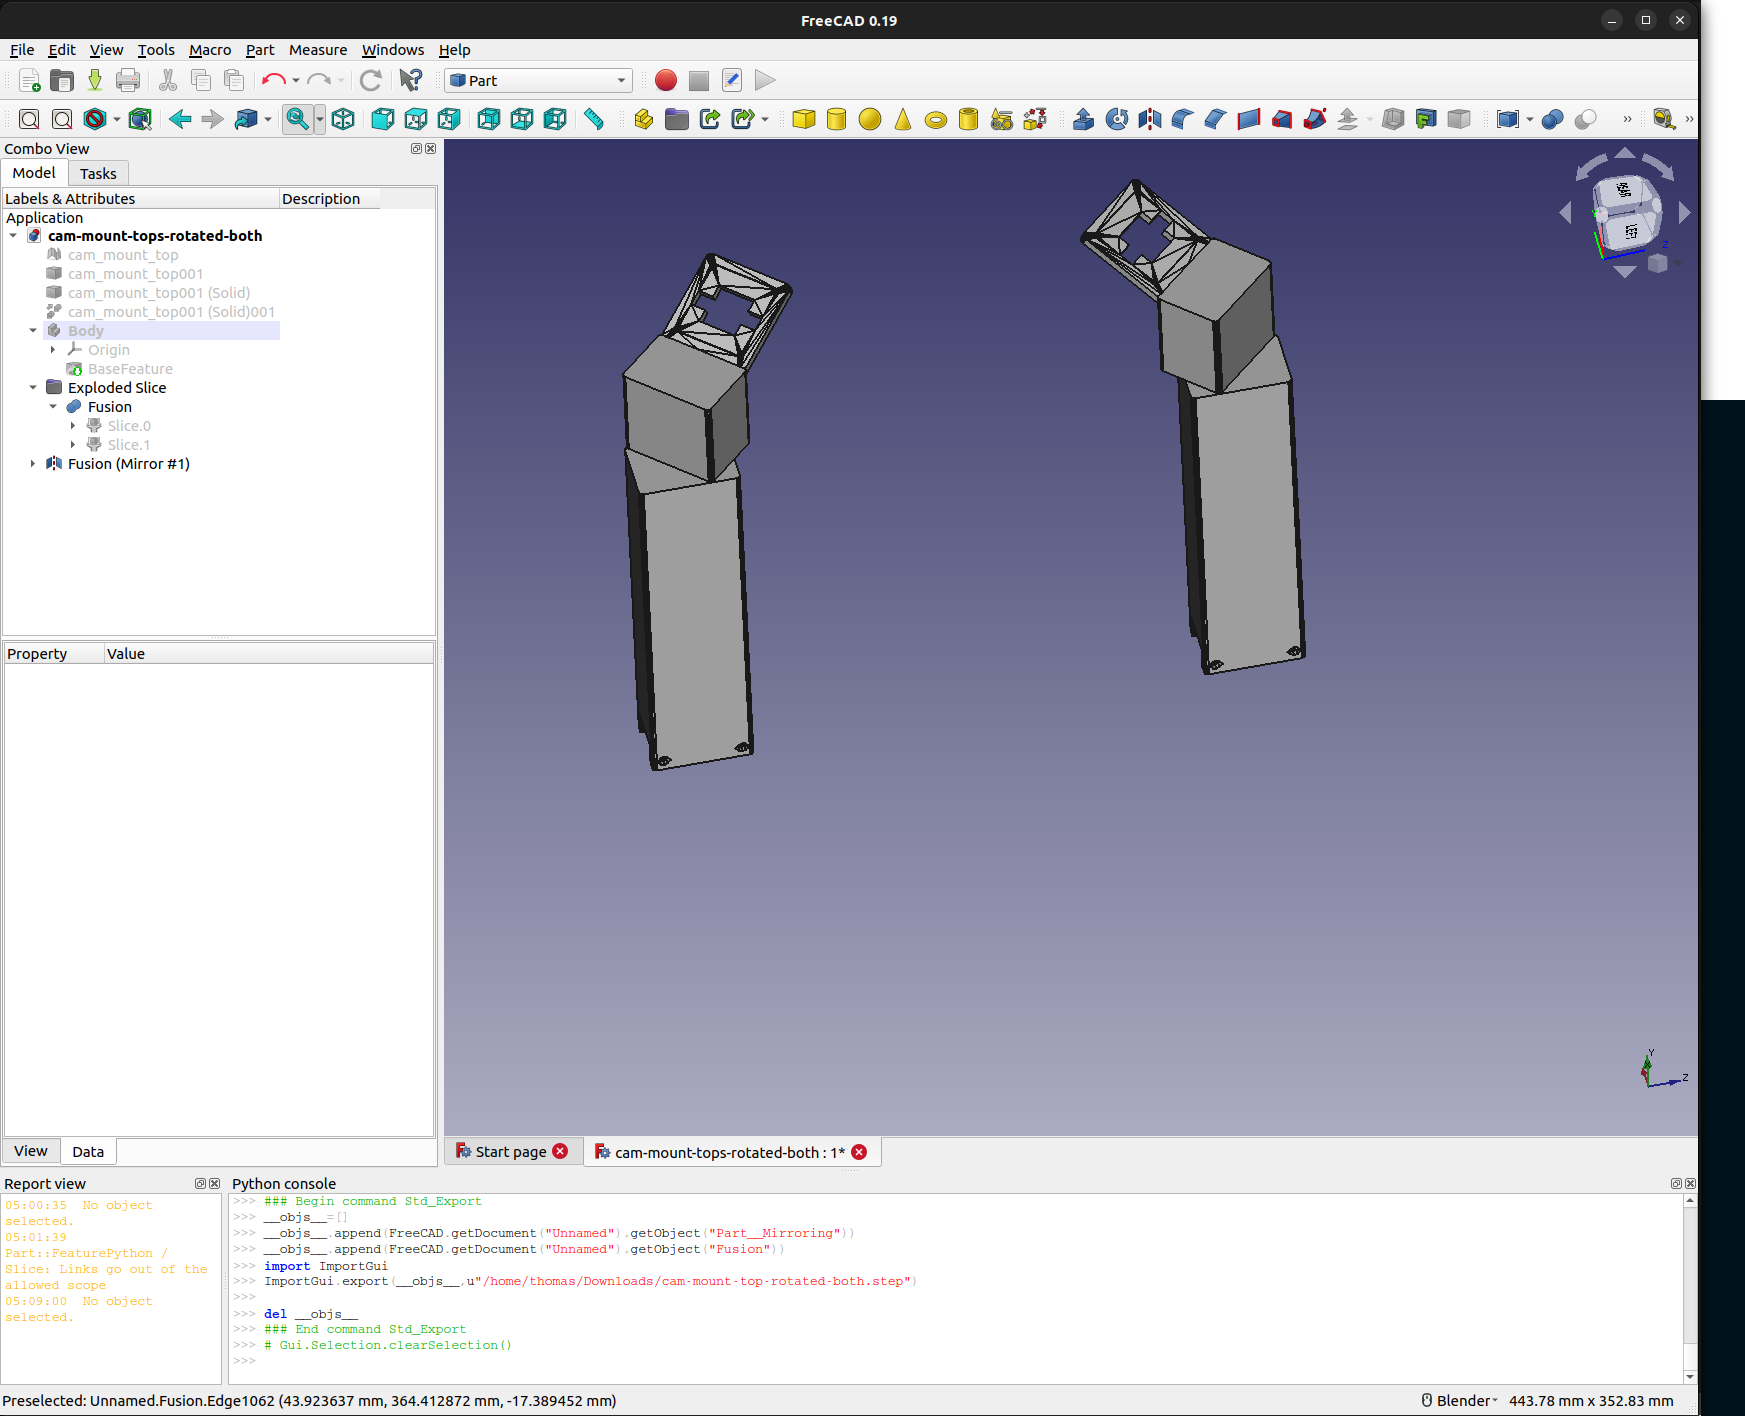 FreeCAD 0.19
File Edit View Tools Macro Part Measure Windows Help
Part
Combo View
Model Tasks
Labels & Attributes Description
Application
cam-mount-tops-rotated-both
cam_mount_top
cam_mount_top001
cam_mount_top001 (Solid)
cam_mount_top001 (Solid)001
Body
Origin
BaseFeature
Exploded Slice
Fusion
Slice.0
Slice.1
Fusion (Mirror #1)
Property Value
Z
Y
Z
View Data
Start page
cam-mount-tops-rotated-both : 1*
Report view
05:00:35  No object
selected.
05:01:39
Part::FeaturePython /
Slice: Links go out of the
allowed scope
05:09:00  No object
selected.
Python console
>>> ### Begin command Std_Export
>>> __objs__=[]
>>> __objs__.append(FreeCAD.getDocument("Unnamed").getObject("Part__Mirroring"))
>>> __objs__.append(FreeCAD.getDocument("Unnamed").getObject("Fusion"))
>>> import ImportGui
>>> ImportGui.export(__objs__,u"/home/thomas/Downloads/cam-mount-top-rotated-both.step")
>>>
>>> del __objs__
>>> ### End command Std_Export
>>> # Gui.Selection.clearSelection()
>>>
Preselected: Unnamed.Fusion.Edge1062 (43.923637 mm, 364.412872 mm, -17.389452 mm)
Blender 443.78 mm x 352.83 mm